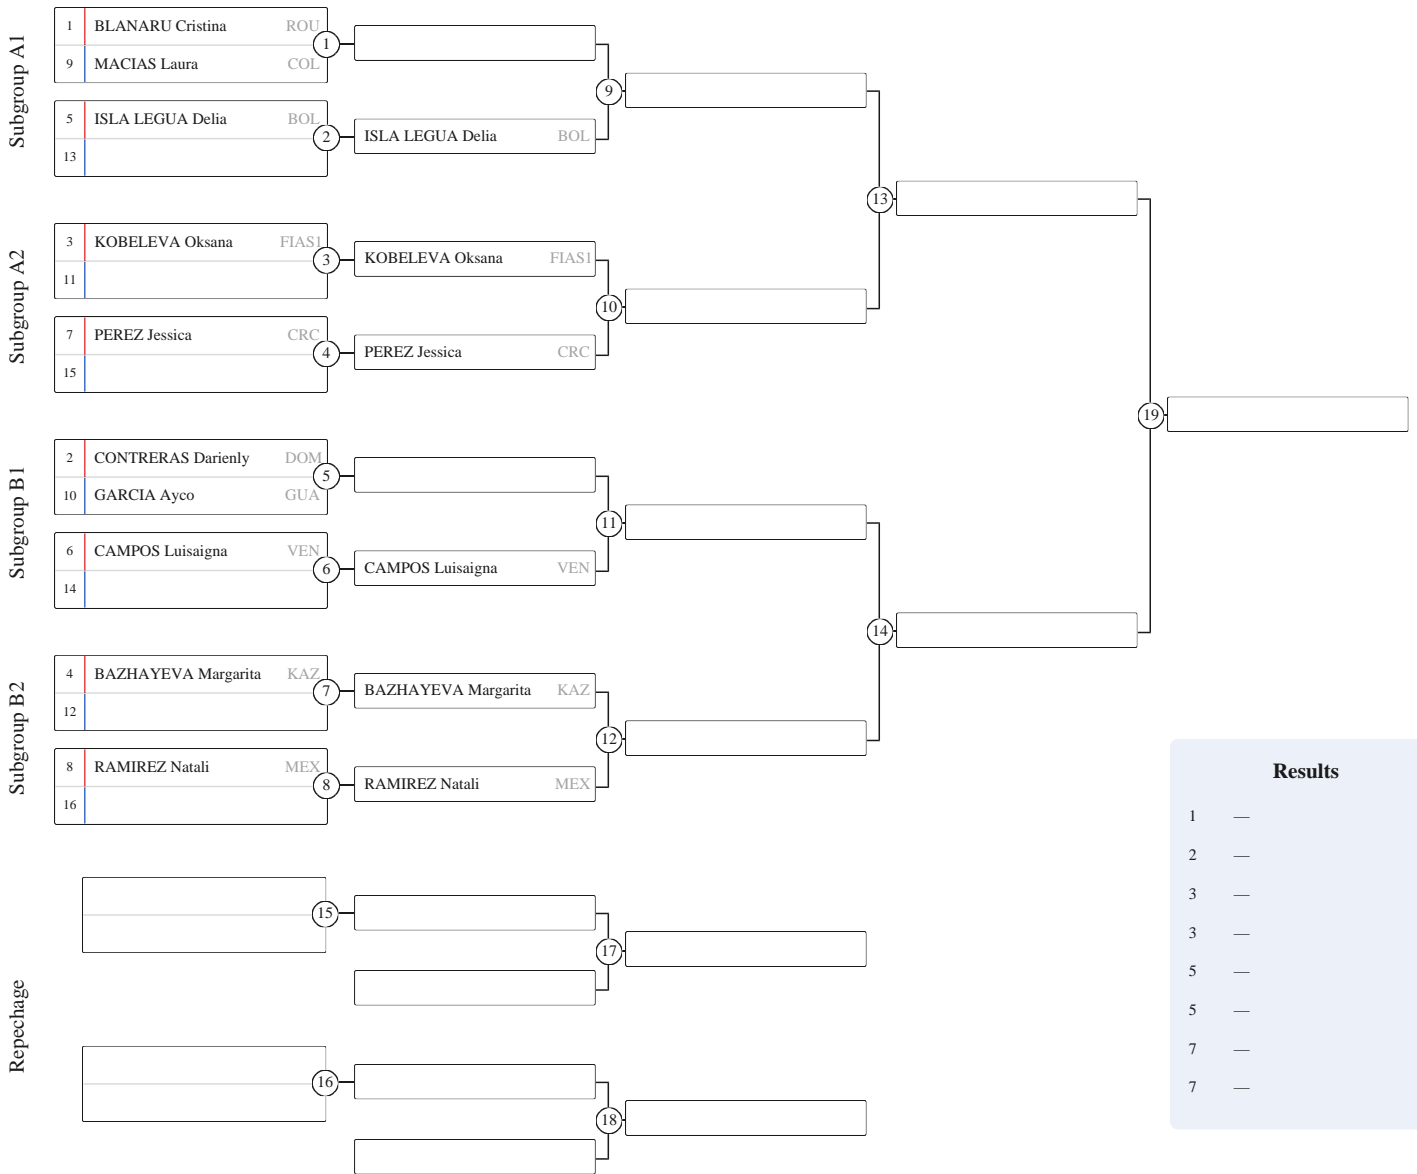 Subgroup A1
1 BLANARU Cristina ROU
9 MACIAS Laura COL
1
5 ISLA LEGUA Delia BOL
13
2
ISLA LEGUA Delia BOL
9
Subgroup A2
3 KOBELEVA Oksana FIAS1
11
3
KOBELEVA Oksana FIAS1
7 PEREZ Jessica CRC
15
4
PEREZ Jessica CRC
10
13
Subgroup B1
2 CONTRERAS Darienly DOM
10 GARCIA Ayco GUA
5
6 CAMPOS Luisaigna VEN
14
6
CAMPOS Luisaigna VEN
11
Subgroup B2
4 BAZHAYEVA Margarita KAZ
12
7
BAZHAYEVA Margarita KAZ
8 RAMIREZ Natali MEX
16
8
RAMIREZ Natali MEX
12
14
19
Repechage
15
17
16
18
Results
1 —
2 —
3 —
3 —
5 —
5 —
7 —
7 —